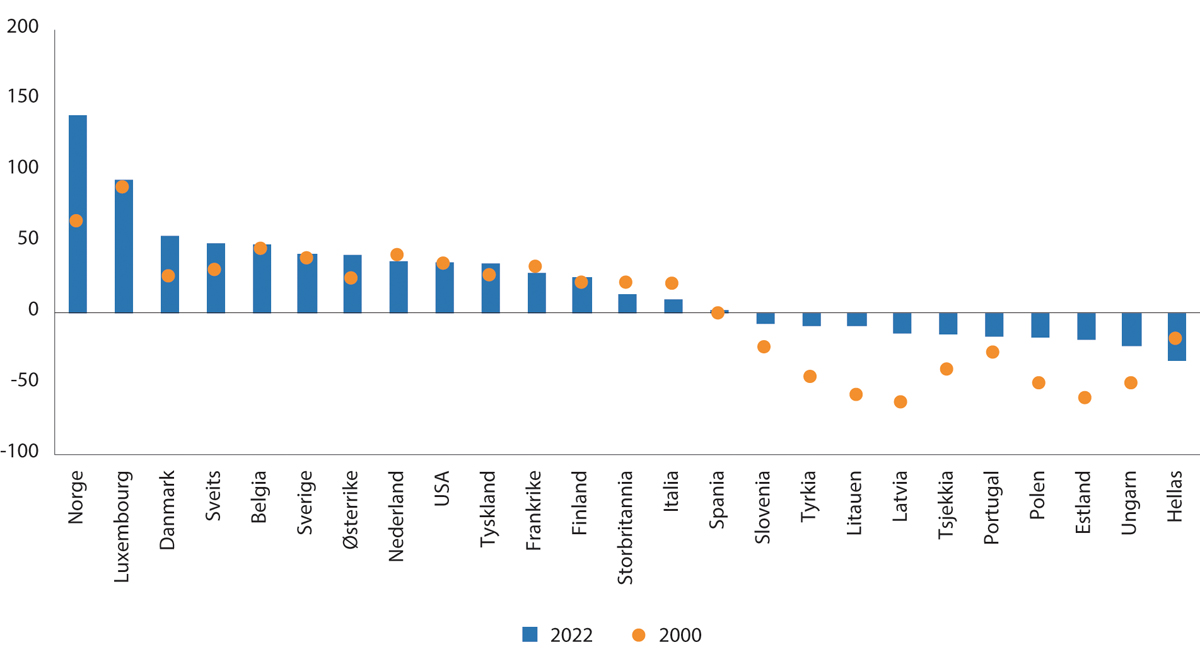 200
150
100
50
0
-50
-100
Norge
Luxembourg
Danmark
Sveits
Belgia
Sverige
Østerrike
Nederland
USA
Tyskland
Frankrike
Finland
Storbritannia
Italia
Spania
Slovenia
Tyrkia
Litauen
Latvia
Tsjekkia
Portugal
Polen
Estland
Ungarn
Hellas
2022
2000